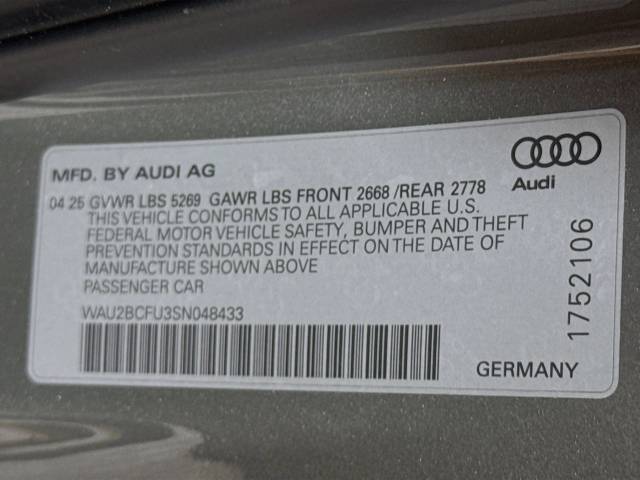 MFD. BY AUDI AG
Audi
04 25 GVWR LBS 5269 GAWR LBS FRONT 2668 /REAR 2778
THIS VEHICLE CONFORMS TO ALL APPLICABLE U.S.
FEDERAL MOTOR VEHICLE SAFETY, BUMPER AND THEFT
PREVENTION STANDARDS IN EFFECT ON THE DATE OF
MANUFACTURE SHOWN ABOVE
PASSENGER CAR
WAU2BCFU3SN048433
GERMANY
1752106